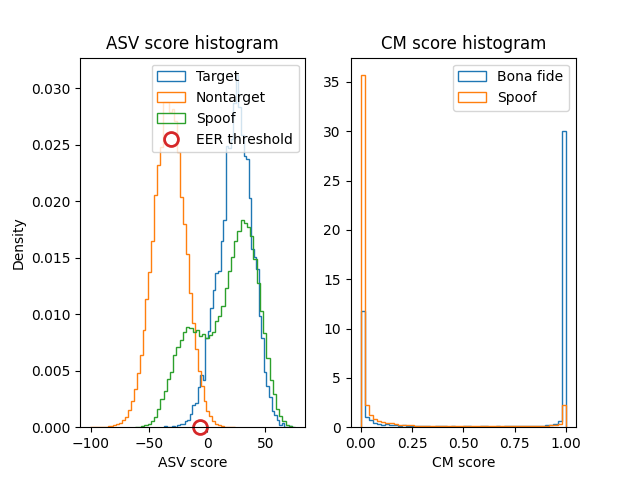 ASV score histogram
Target
Nontarget
Spoof
EER threshold
0.030
0.025
0.020
0.015
0.010
0.005
0.000
Density
−100
−50
0
50
ASV score
CM score histogram
Bona fide
Spoof
35
30
25
20
15
10
5
0
0.00
0.25
0.50
0.75
1.00
CM score